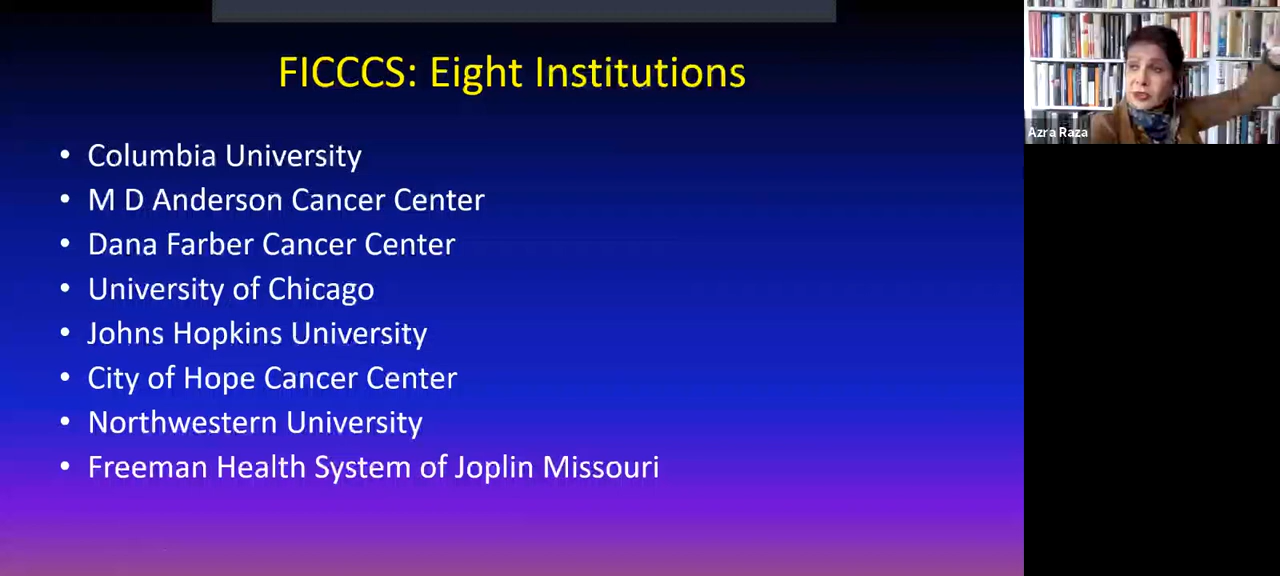 FICCCS: Eight Institutions
• Columbia University
• M D Anderson Cancer Center
• Dana Farber Cancer Center
• University of Chicago
• Johns Hopkins University
• City of Hope Cancer Center
• Northwestern University
• Freeman Health System of Joplin Missouri
Azra Raza